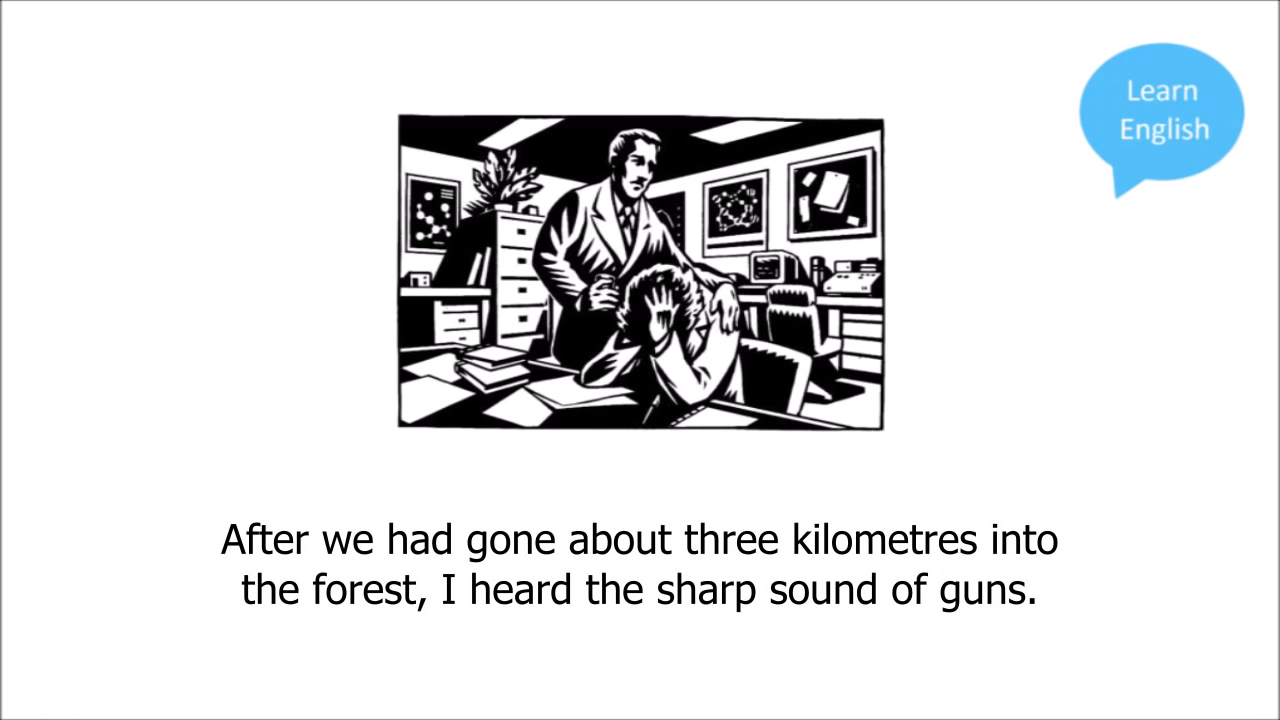 Learn
English
After we had gone about three kilometres into
the forest, I heard the sharp sound of guns.